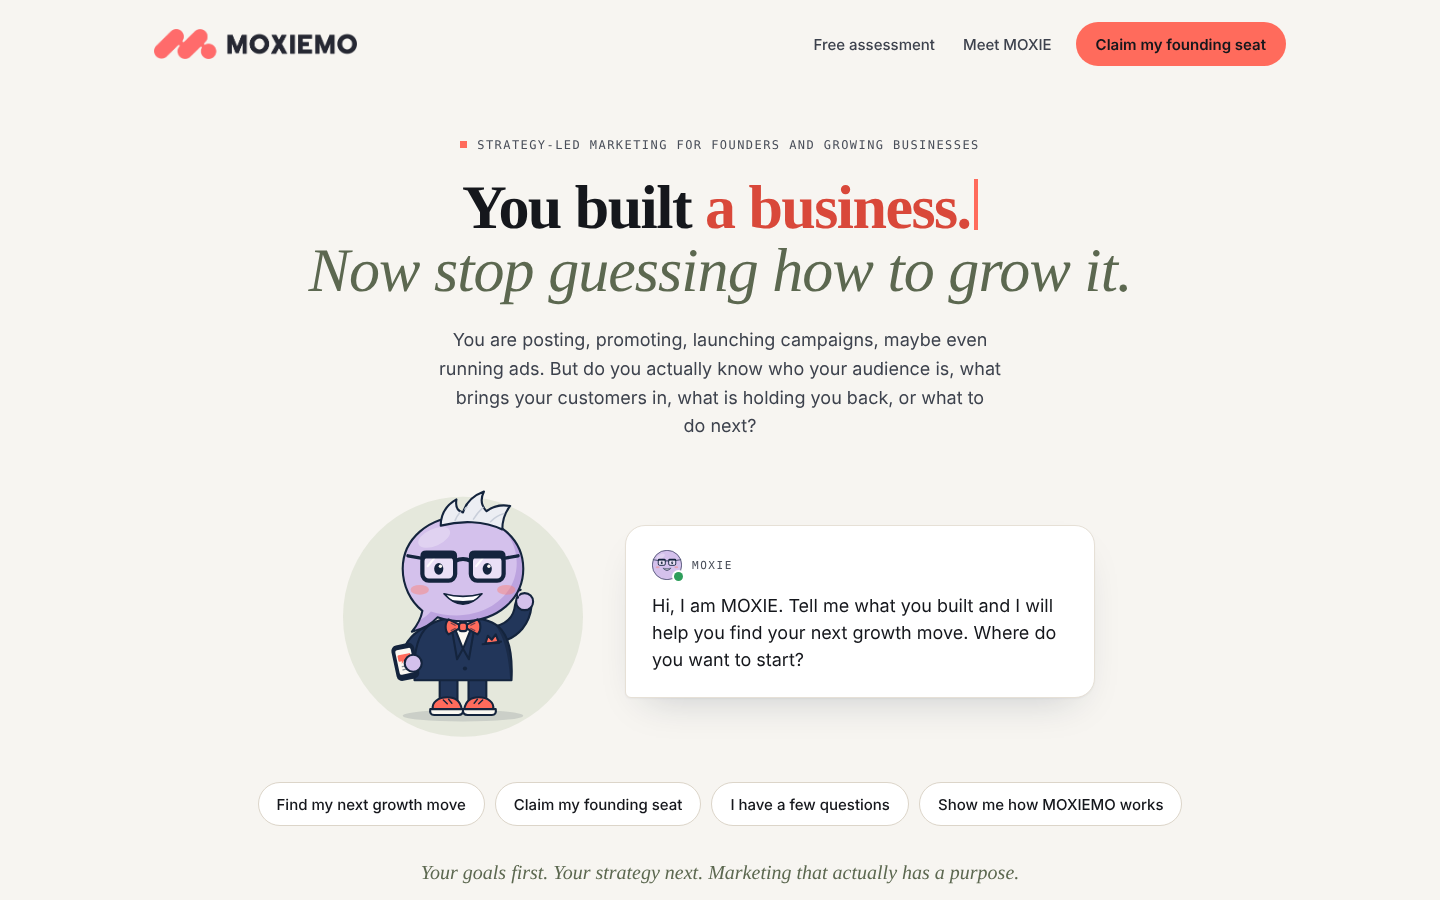 MOXIEMO
Free assessment
Meet MOXIE
Claim my founding seat
STRATEGY-LED MARKETING FOR FOUNDERS AND GROWING BUSINESSES
You built a business.
Now stop guessing how to grow it.
You are posting, promoting, launching campaigns, maybe even
running ads. But do you actually know who your audience is, what
brings your customers in, what is holding you back, or what to
do next?
MOXIE
Hi, I am MOXIE. Tell me what you built and I will
help you find your next growth move. Where do
you want to start?
Find my next growth move
Claim my founding seat
I have a few questions
Show me how MOXIEMO works
Your goals first. Your strategy next. Marketing that actually has a purpose.